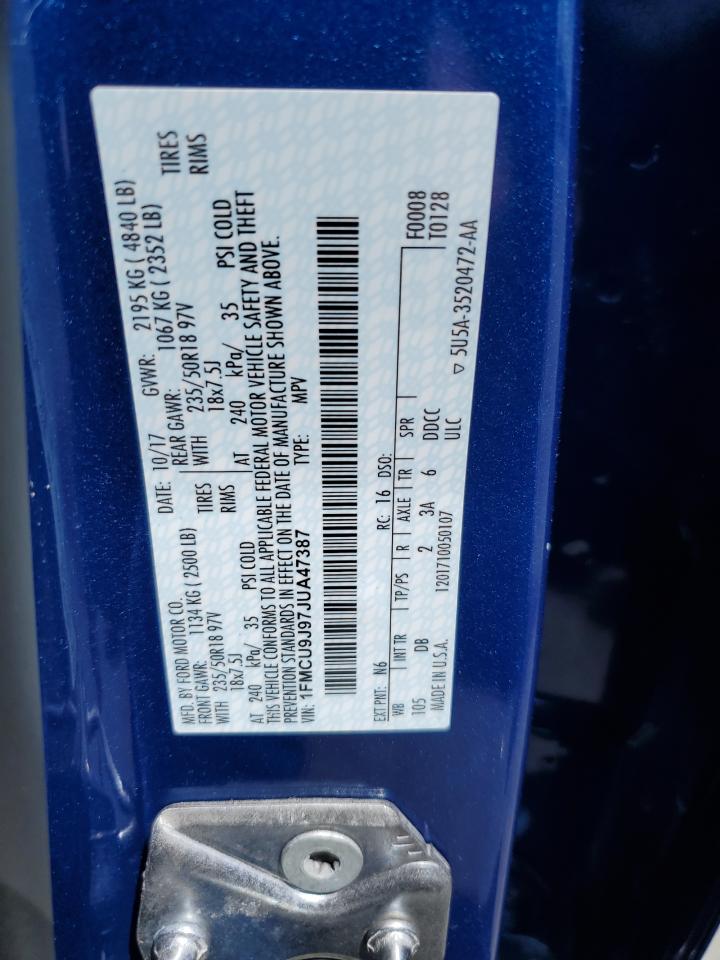 MFD. BY FORD MOTOR CO. DATE: 10/17 GVWR: 2195 KG ( 4840 LB)
FRONT GAWR: 1134 KG ( 2500 LB) REAR GAWR: 1067 KG ( 2352 LB)
WITH 235/50R18 97V TIRES WITH 235/50R18 97V TIRES
18x7.5J RIMS 18x7.5J RIMS
AT 240 kPa/ 35 PSI COLD AT 240 kPa/ 35 PSI COLD
THIS VEHICLE CONFORMS TO ALL APPLICABLE FEDERAL MOTOR VEHICLE SAFETY AND THEFT
PREVENTION STANDARDS IN EFFECT ON THE DATE OF MANUFACTURE SHOWN ABOVE.
VIN: 1FMCU9J97JUA47387 TYPE: MPV
EXT PNT: N6 RC: 16 DSO: F0008
WB INT TR TP/PS R AXLE TR SPR T0128
105 DB 2 3A 6 DDCC
MADE IN U.S.A. 1201710050107 ULC
▽ 5U5A-3520472-AA